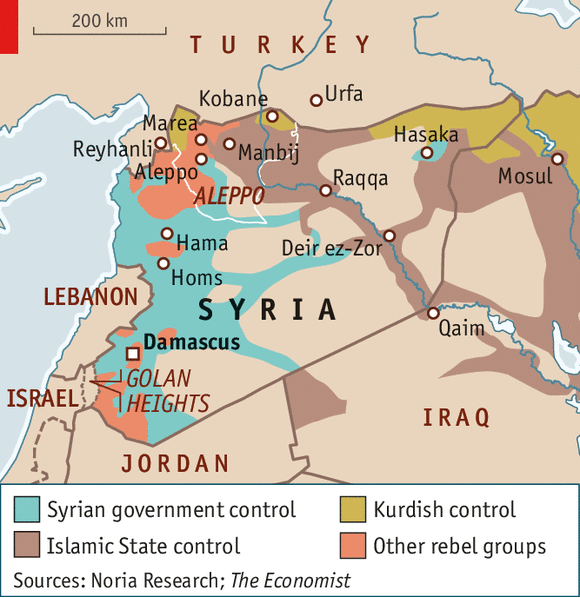 200 km
TURKEY
Kobane
Urfa
Marea
Hasaka
Reyhanli
Manbij
Mosul
Aleppo
Raqqa
ALEPPO
Hama
Deir ez-Zor
Homs
LEBANON
SYRIA
Qaim
Damascus
GOLAN
HEIGHTS
ISRAEL
IRAQ
JORDAN
Syrian government control
Kurdish control
Islamic State control
Other rebel groups
Sources: Noria Research; The Economist